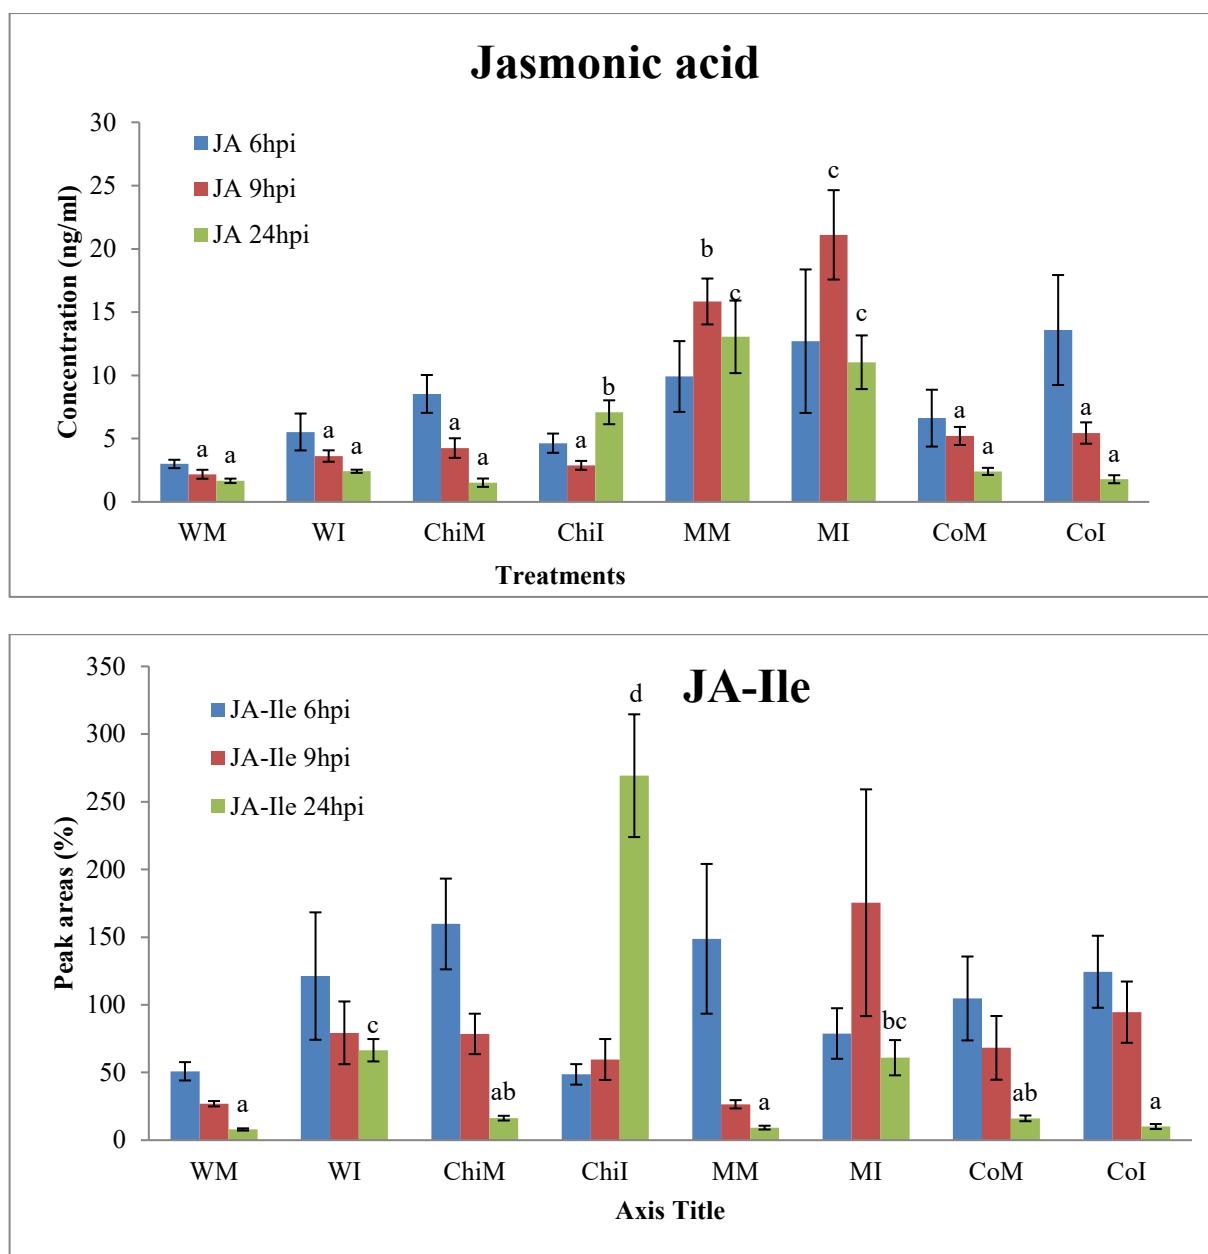 Jasmonic acid
30
25
20
15
10
5
0
Concentration (ng/ml)
JA 6hpi
JA 9hpi
JA 24hpi
a a a a a a a b b c c c a a a a
WM WI ChiM ChiI MM MI CoM CoI
Treatments
JA-Ile
350
300
250
200
150
100
50
0
Peak areas (%)
JA-Ile 6hpi
JA-Ile 9hpi
JA-Ile 24hpi
a c ab d a bc ab a
WM WI ChiM ChiI MM MI CoM CoI
Axis Title